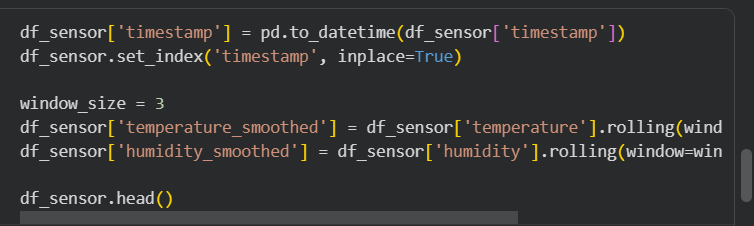 df_sensor['timestamp'] = pd.to_datetime(df_sensor['timestamp'])
df_sensor.set_index('timestamp', inplace=True)
window_size = 3
df_sensor['temperature_smoothed'] = df_sensor['temperature'].rolling(wind
df_sensor['humidity_smoothed'] = df_sensor['humidity'].rolling(window=win
df_sensor.head()